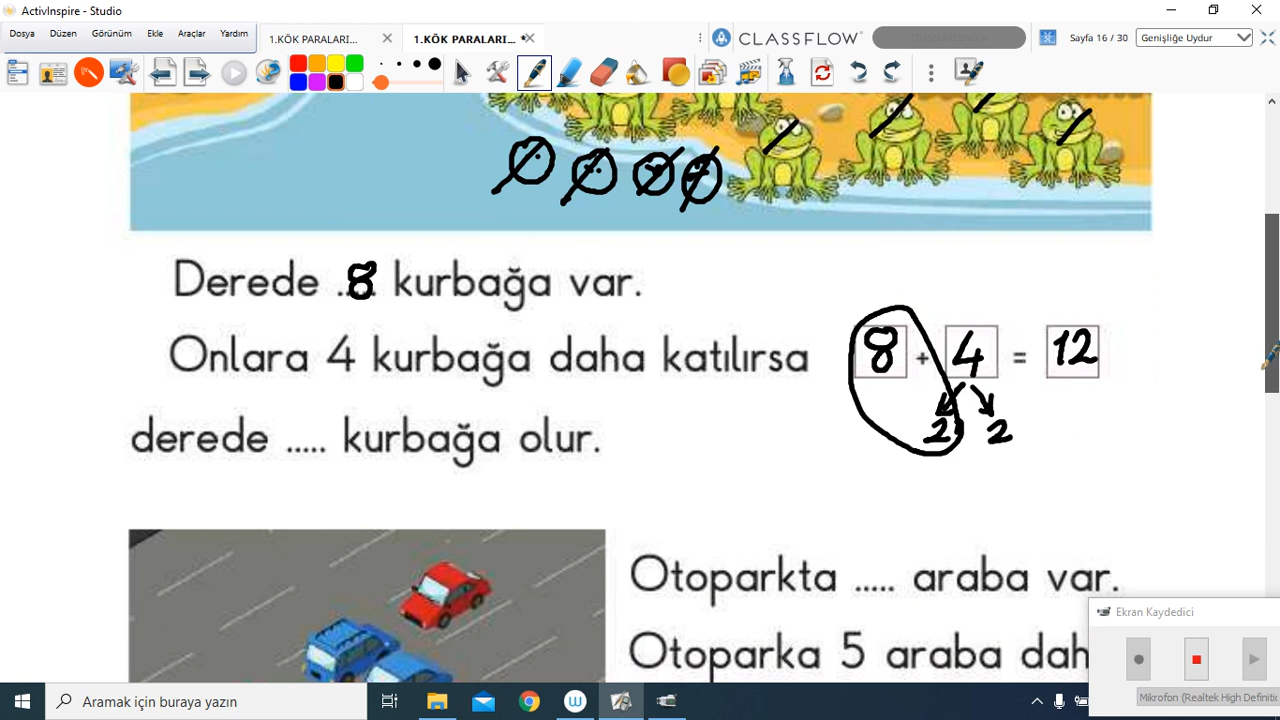 ActivInspire - Studio
Dosya Düzen Görünüm Ekle Araçlar Yardım
1.KÖK PARALARI... 1.KÖK PARALARI... *
CLASSFLOW
Sayfa 16 / 30
Genişliğe Uydur
Derede ..8.. kurbağa var.
Onlara 4 kurbağa daha katılırsa
8 + 4 = 12
2 2
derede ..... kurbağa olur.
Otoparkta ..... araba var.
Otoparka 5 araba dah
Ekran Kaydedici
Mikrofon (Realtek High Definiti
Aramak için buraya yazın